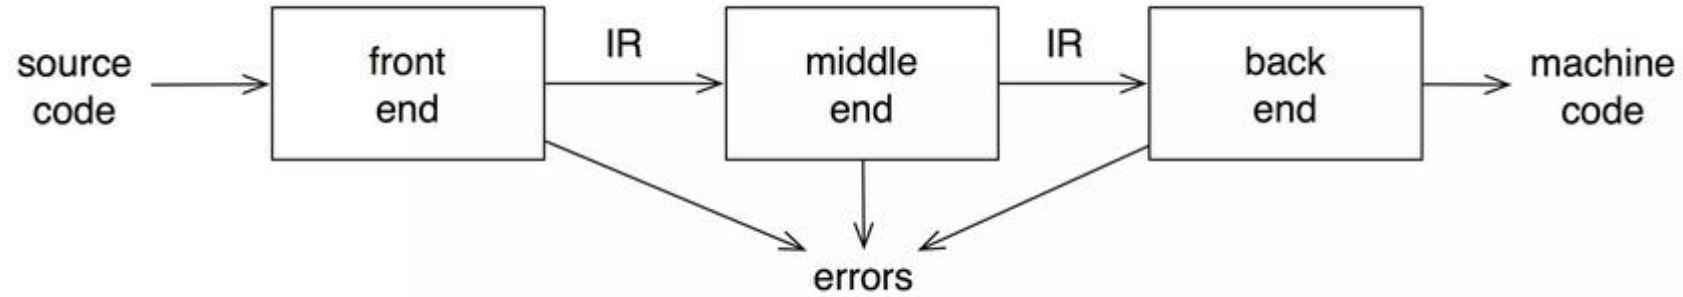 source
code
front
end
IR
middle
end
IR
back
end
machine
code
errors